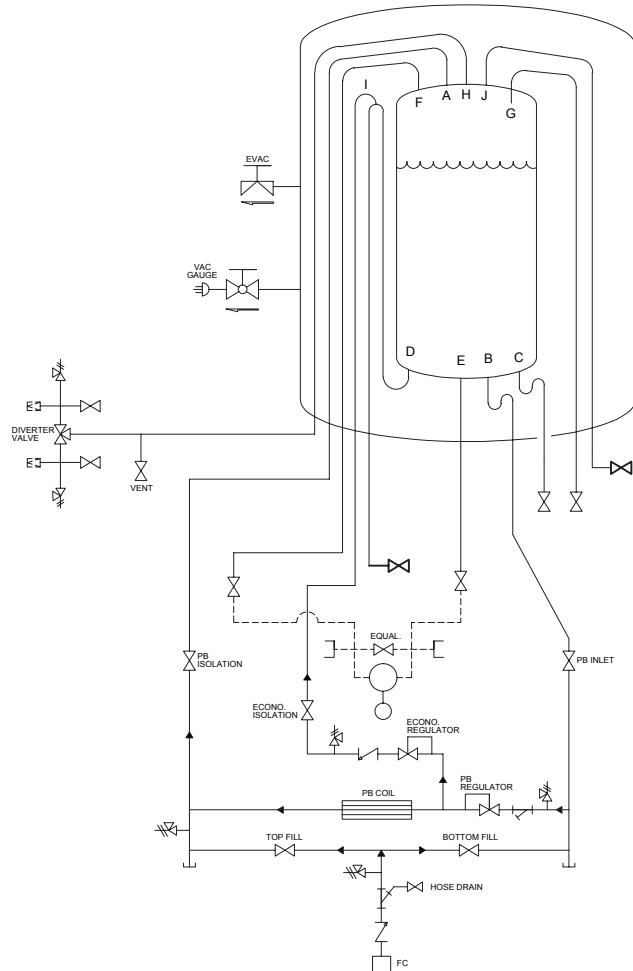 I
F
A
H
J
G
EVAC
VAC
GAUGE
D
E
B
C
DIVERTER
VALVE
VENT
EQUAL.
PB
ISOLATION
PB INLET
ECONO.
ISOLATION
ECONO.
REGULATOR
PB
REGULATOR
PB COIL
TOP FILL
BOTTOM FILL
HOSE DRAIN
FC